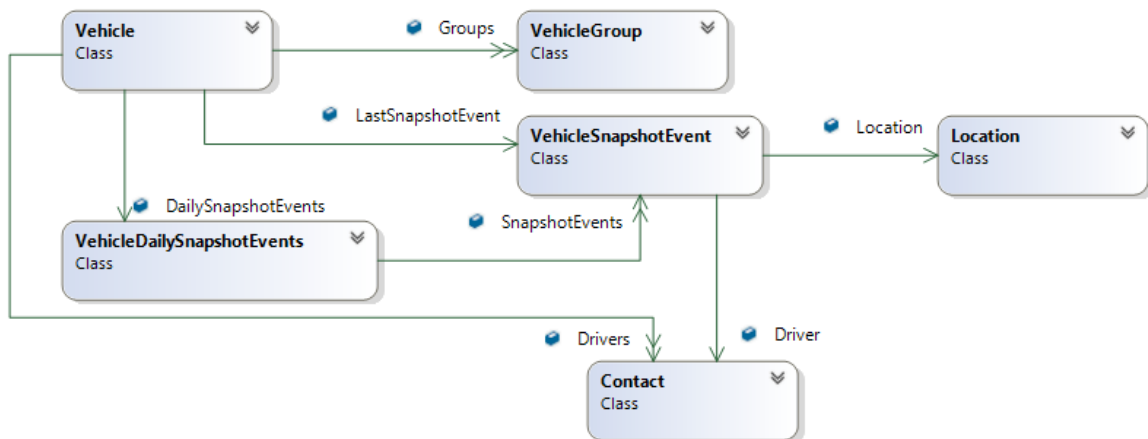 Vehicle
Class
Groups
VehicleGroup
Class
LastSnapshotEvent
VehicleSnapshotEvent
Class
Location
Location
Class
DailySnapshotEvents
VehicleDailySnapshotEvents
Class
SnapshotEvents
Drivers
Driver
Contact
Class